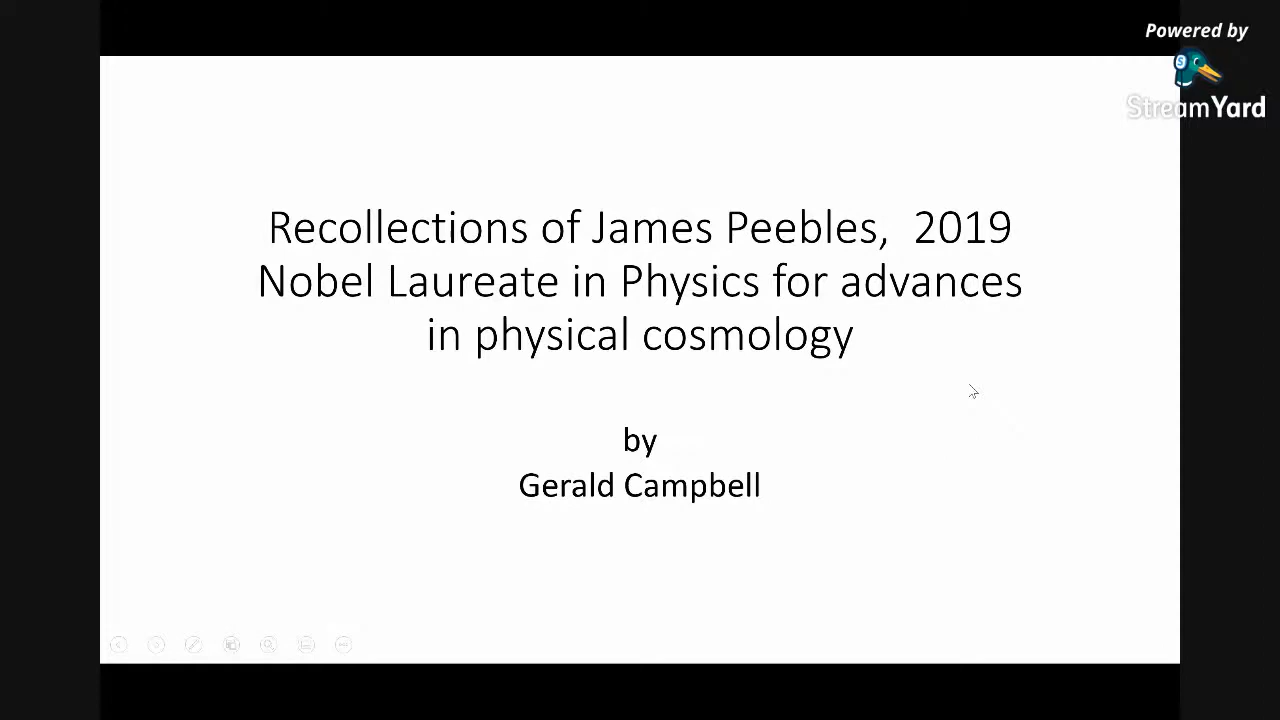 Powered by
StreamYard
Recollections of James Peebles, 2019
Nobel Laureate in Physics for advances
in physical cosmology
by
Gerald Campbell